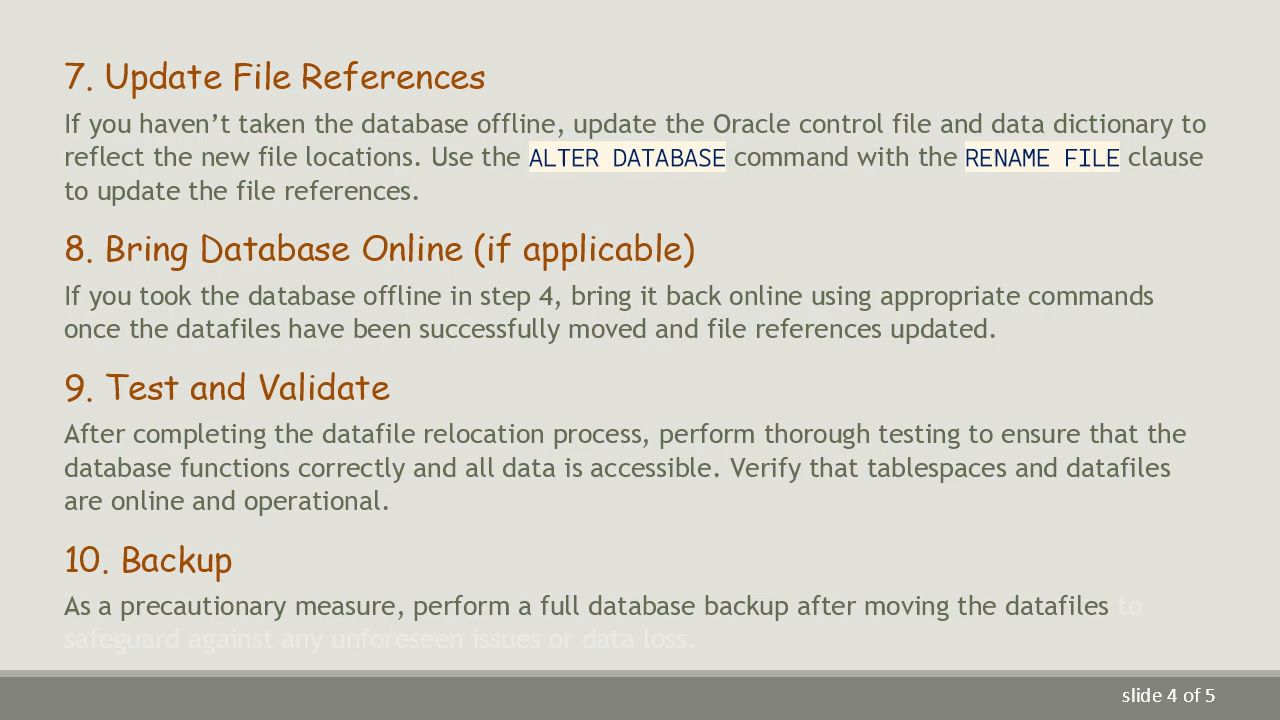 7. Update File References
If you haven’t taken the database offline, update the Oracle control file and data dictionary to
reflect the new file locations. Use the ALTER DATABASE command with the RENAME FILE clause
to update the file references.
8. Bring Database Online (if applicable)
If you took the database offline in step 4, bring it back online using appropriate commands
once the datafiles have been successfully moved and file references updated.
9. Test and Validate
After completing the datafile relocation process, perform thorough testing to ensure that the
database functions correctly and all data is accessible. Verify that tablespaces and datafiles
are online and operational.
10. Backup
As a precautionary measure, perform a full database backup after moving the datafiles to
safeguard against any unforeseen issues or data loss.
slide 4 of 5